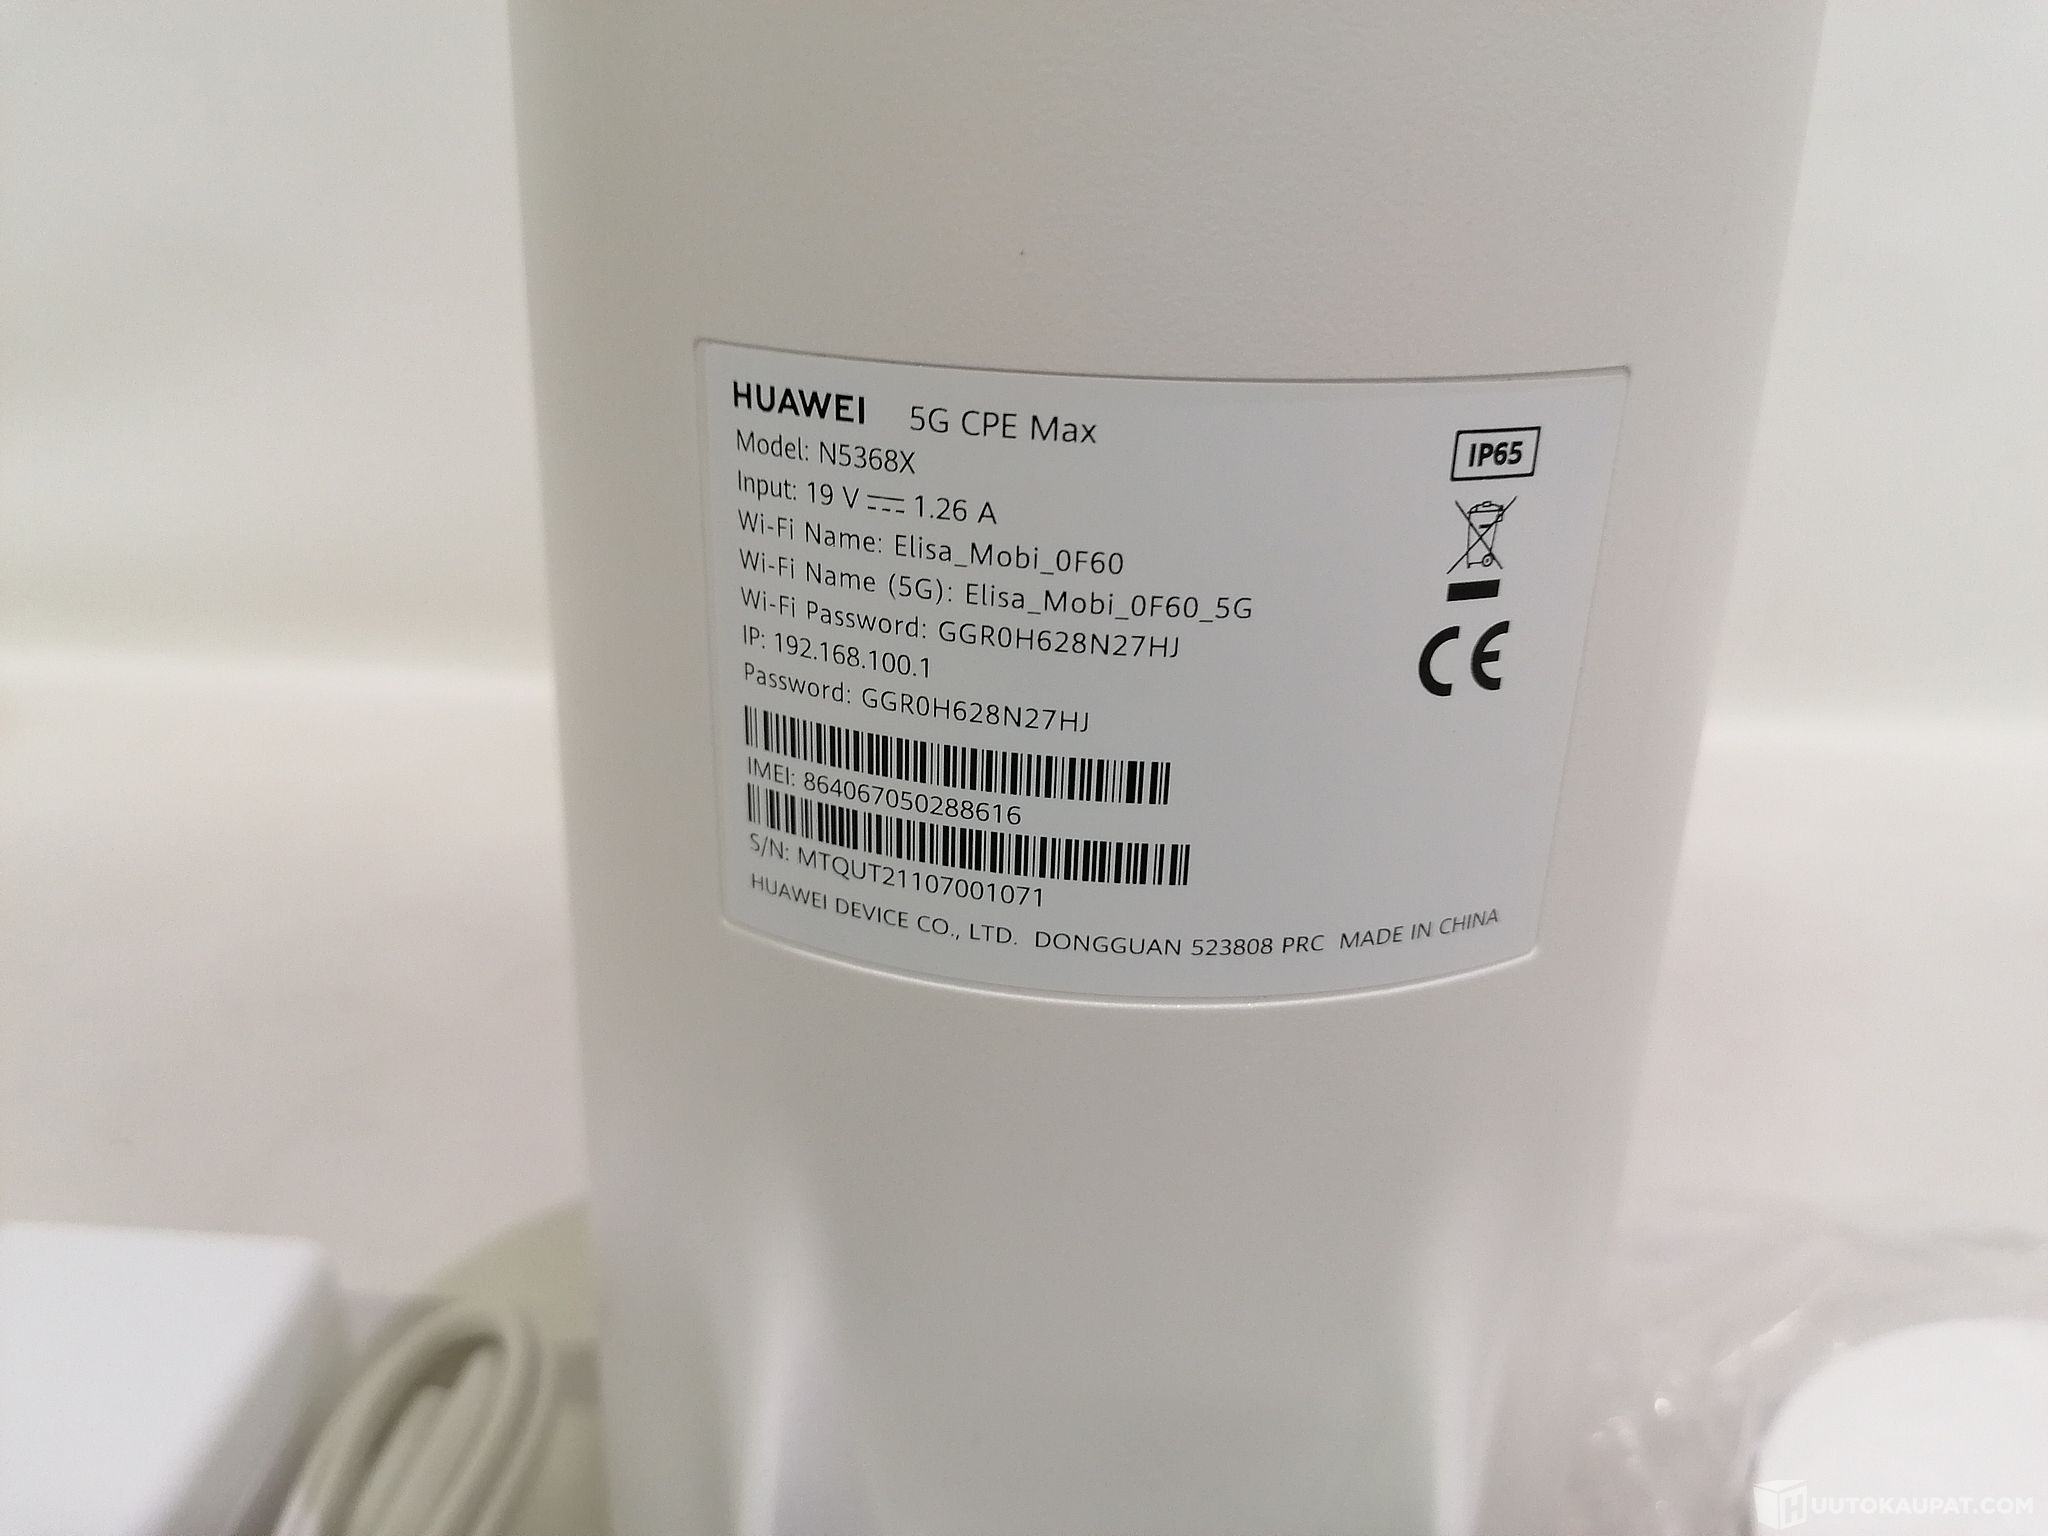 HUAWEI 5G CPE Max
Model: N5368X
Input: 19 V ⎓ 1.26 A
Wi-Fi Name: Elisa_Mobi_0F60
Wi-Fi Name (5G): Elisa_Mobi_0F60_5G
Wi-Fi Password: GGR0H628N27HJ
IP: 192.168.100.1
Password: GGR0H628N27HJ
IMEI: 864067050288616
S/N: MTQUT21107001071
HUAWEI DEVICE CO., LTD. DONGGUAN 523808 PRC MADE IN CHINA
IP65
CE
HUUTOKAUPAT.COM